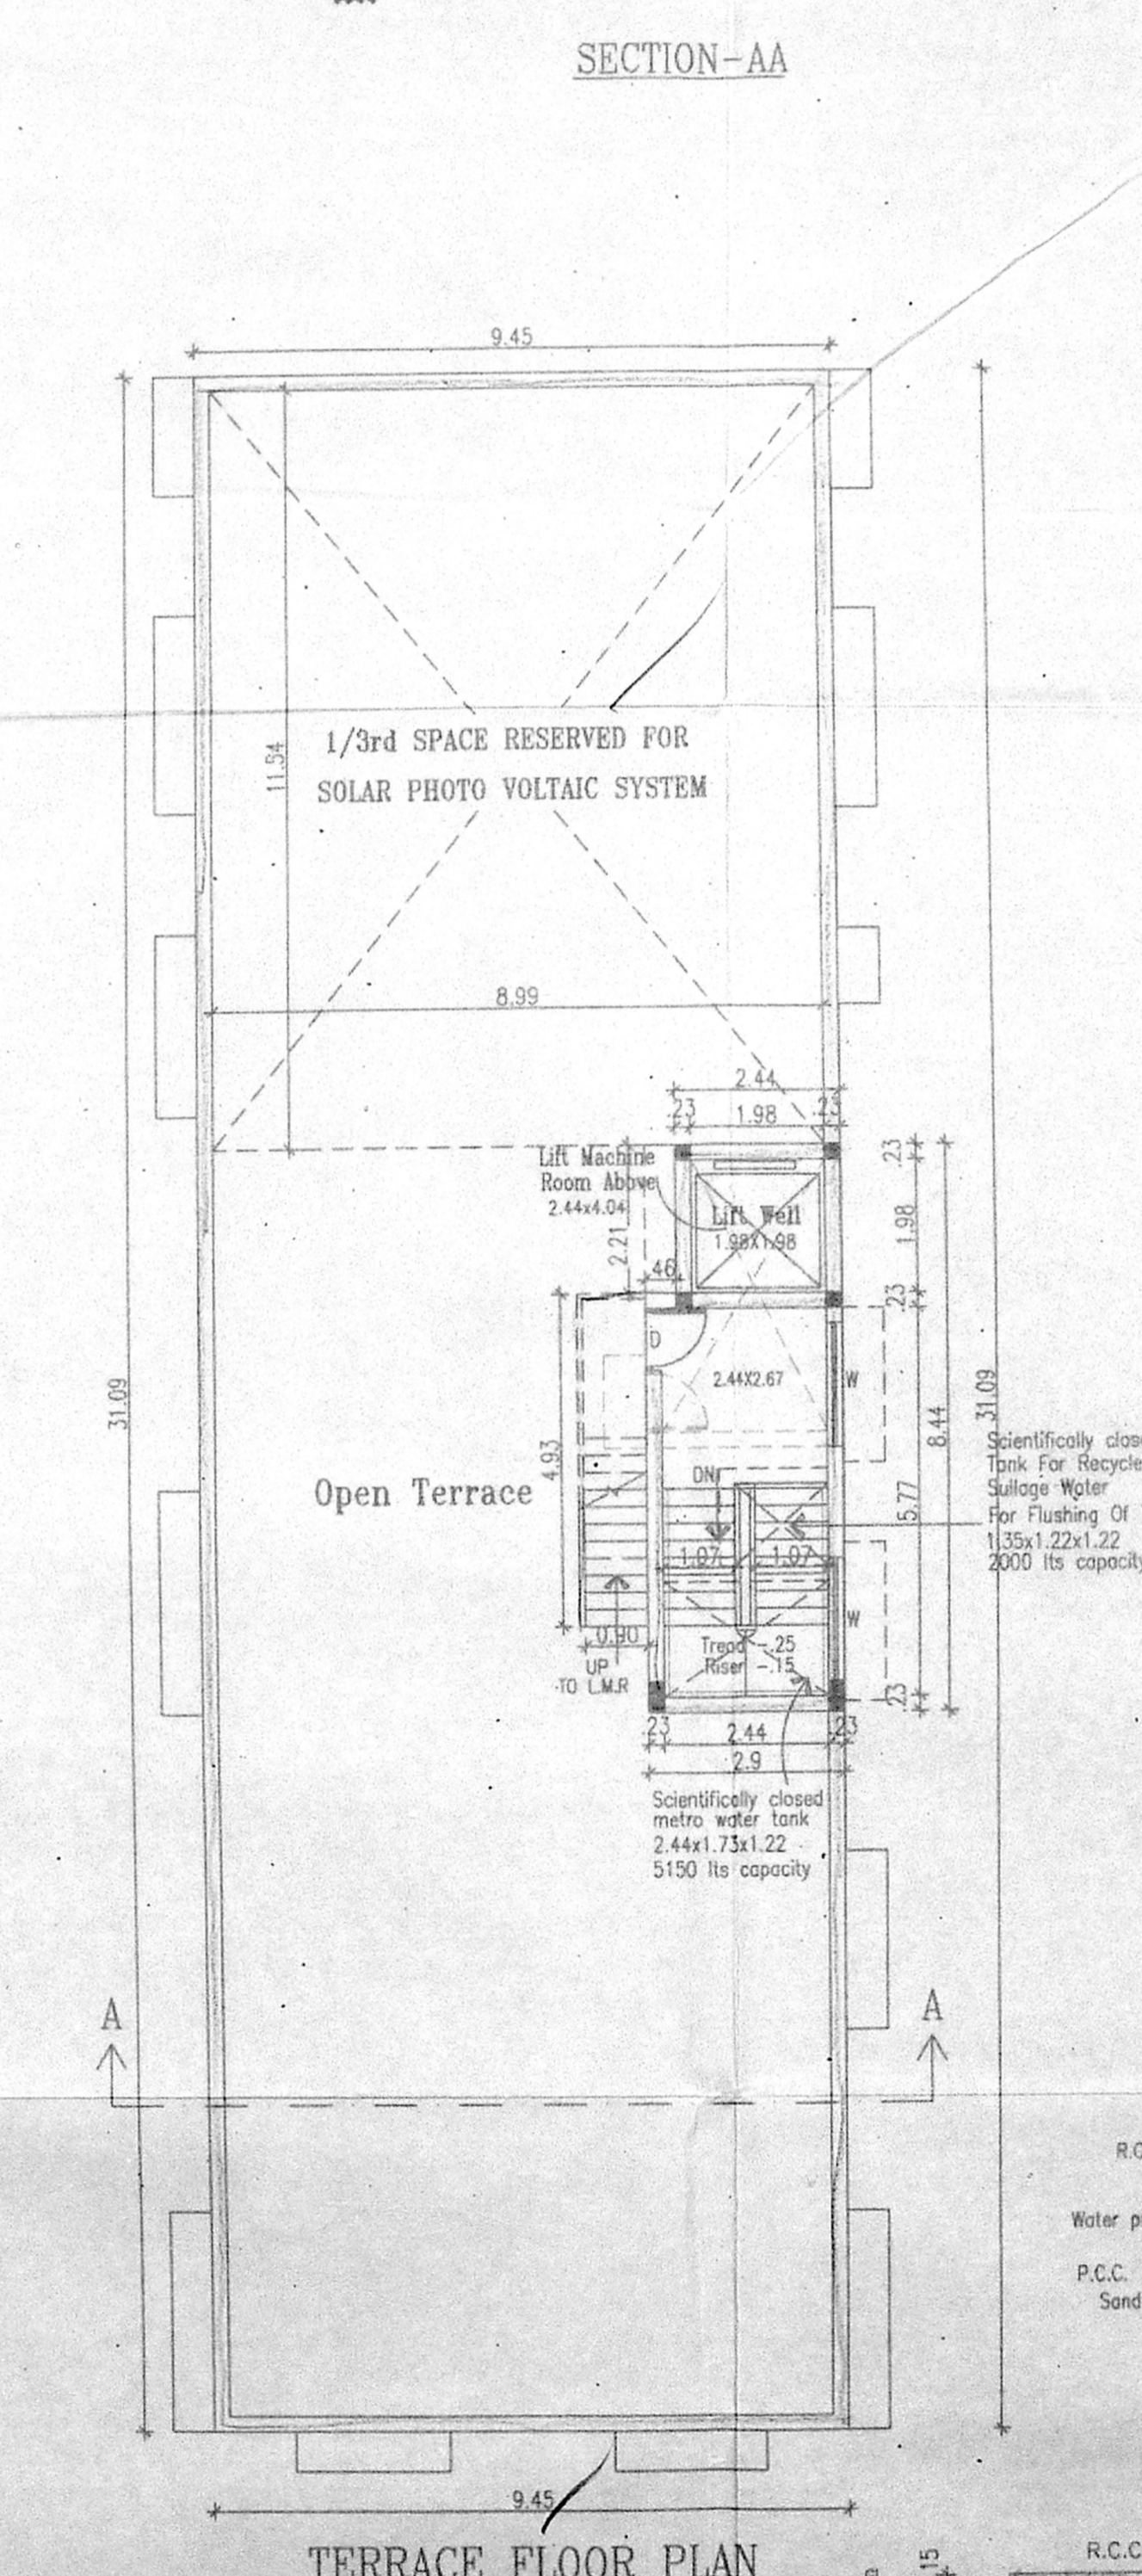 SECTION-AA
9.45
1/3rd SPACE RESERVED FOR
SOLAR PHOTO VOLTAIC SYSTEM
11.54
8.99
2.44
.23 1.98 .23
Lift Machine
Room Above
2.44x4.04
Lift Well
1.98X1.98
.23
1.98
.23
2.21
.46
D
2.44X2.67
W
31.09
31.09
8.44
5.77
4.93
Open Terrace
DN
Scientifically close
Tank For Recycle
Sullage Water
For Flushing Of
1.35x1.22x1.22
2000 lts capacity
1.07 1.07
W
0.90
Tread -.25
Riser -.15
UP
TO L.M.R
.23
.23 2.44 .23
2.9
Scientifically closed
metro water tank
2.44x1.73x1.22
5150 lts capacity
A A
R.C
Water p
P.C.C.
Sand
9.45
TERRACE FLOOR PLAN
R.C.C
.15